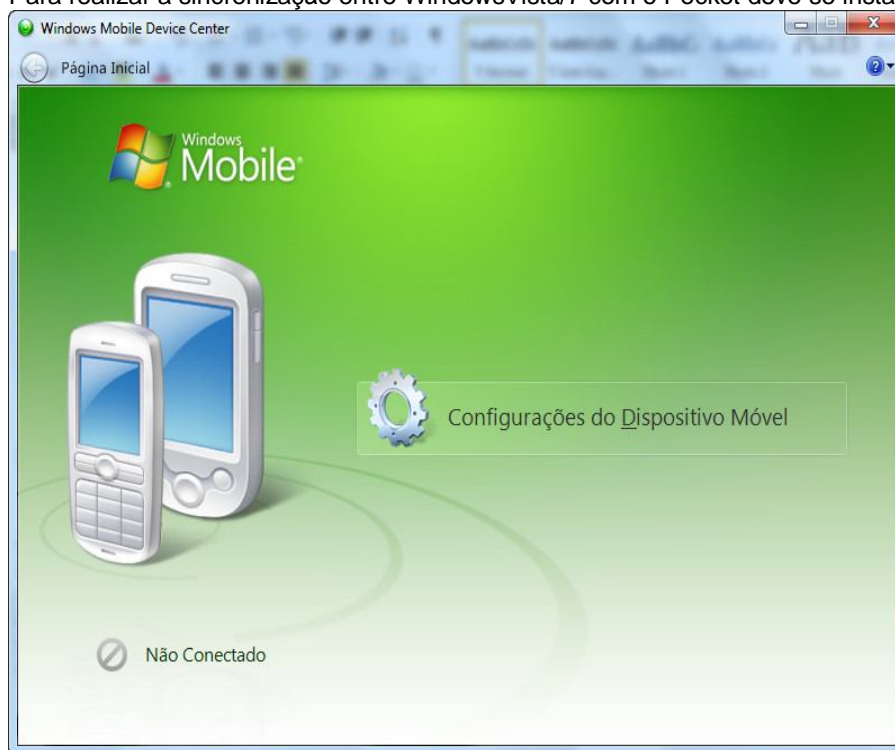 Para realizar a sincronização entre WindowsVista/7 com o Pocket deve-se insta
Windows Mobile Device Center
Página Inicial
Windows
Mobile
Configurações do Dispositivo Móvel
Não Conectado